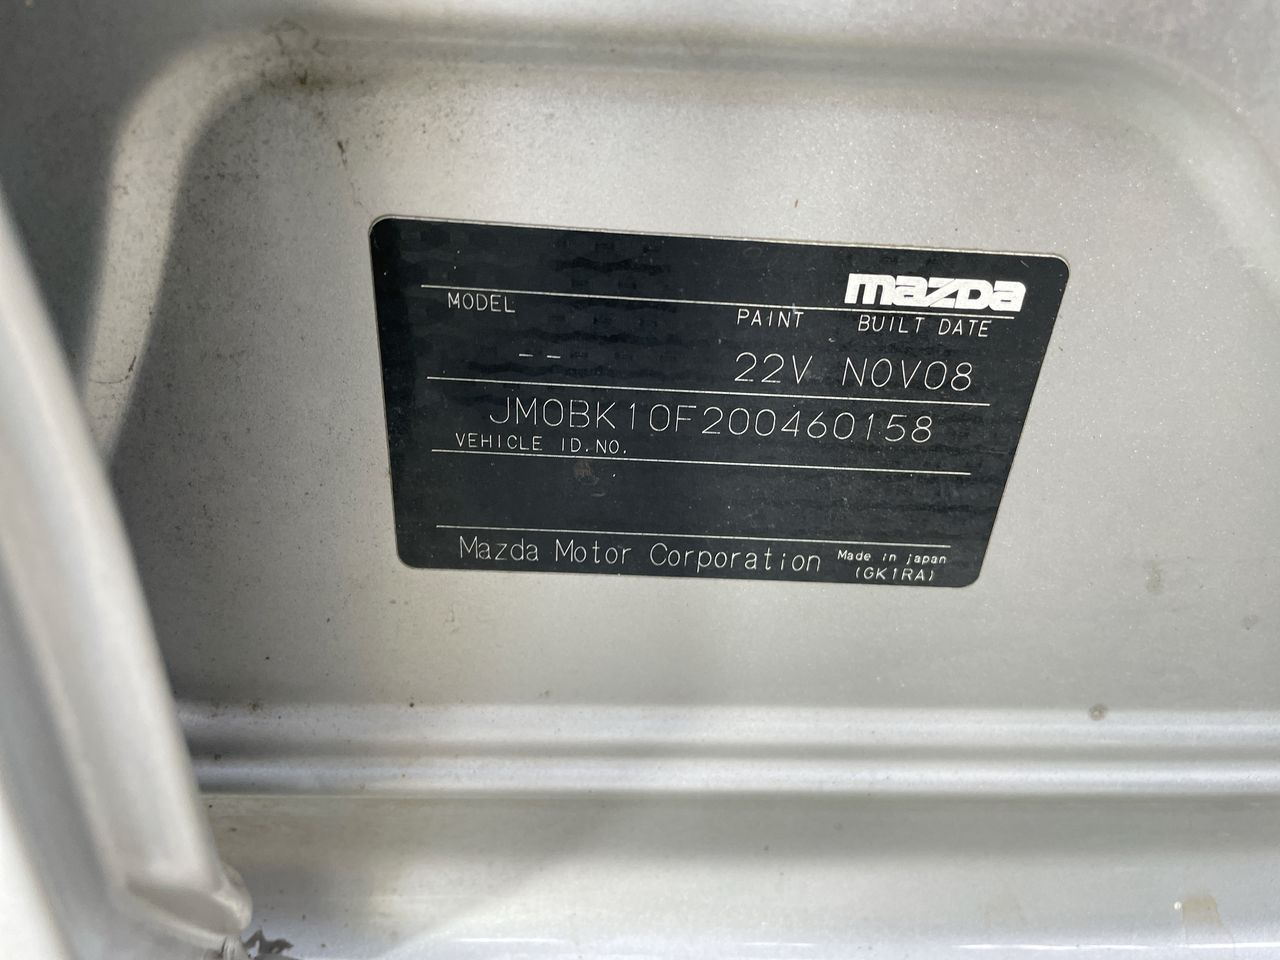 mazda
MODEL PAINT BUILT DATE
-- 22V NOV08
JM0BK10F200460158
VEHICLE ID.NO.
Mazda Motor Corporation Made in japan
(GK1RA)